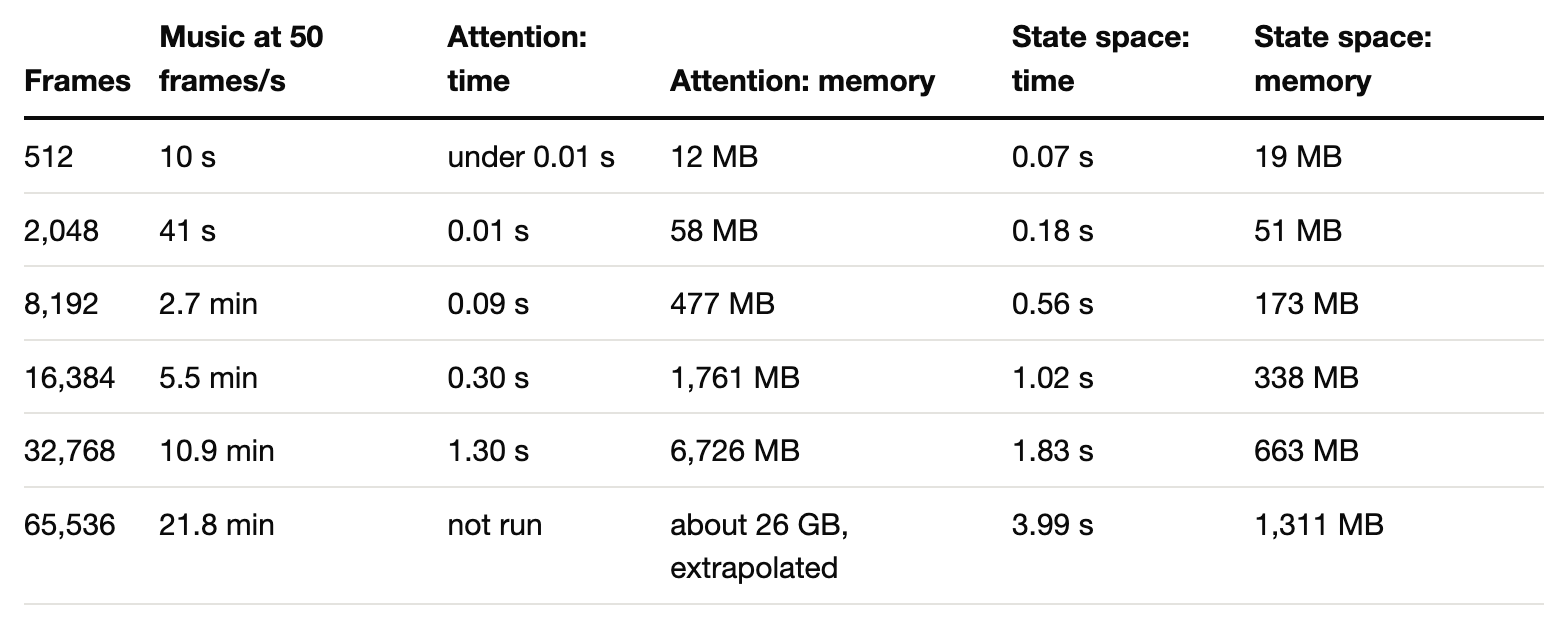 Frames Music at 50 frames/s Attention: time Attention: memory State space: time State space: memory
512 10 s under 0.01 s 12 MB 0.07 s 19 MB
2,048 41 s 0.01 s 58 MB 0.18 s 51 MB
8,192 2.7 min 0.09 s 477 MB 0.56 s 173 MB
16,384 5.5 min 0.30 s 1,761 MB 1.02 s 338 MB
32,768 10.9 min 1.30 s 6,726 MB 1.83 s 663 MB
65,536 21.8 min not run about 26 GB, extrapolated 3.99 s 1,311 MB